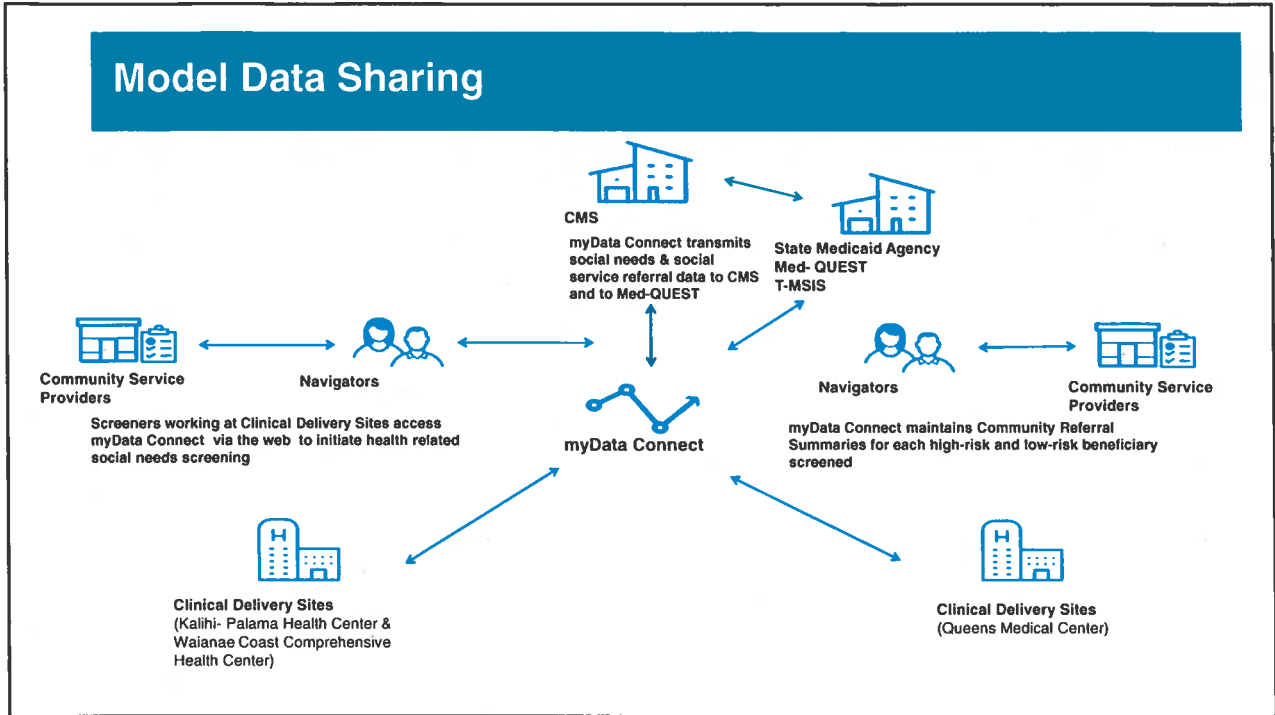 Model Data Sharing
CMS
myData Connect transmits
social needs & social
service referral data to CMS
and to Med-QUEST
State Medicaid Agency
Med- QUEST
T-MSIS
Community Service
Providers
Navigators
Screeners working at Clinical Delivery Sites access
myData Connect via the web to initiate health related
social needs screening
myData Connect
Navigators
Community Service
Providers
myData Connect maintains Community Referral
Summaries for each high-risk and low-risk beneficiary
screened
H
Clinical Delivery Sites
(Kalihi- Palama Health Center &
Waianae Coast Comprehensive
Health Center)
H
Clinical Delivery Sites
(Queens Medical Center)